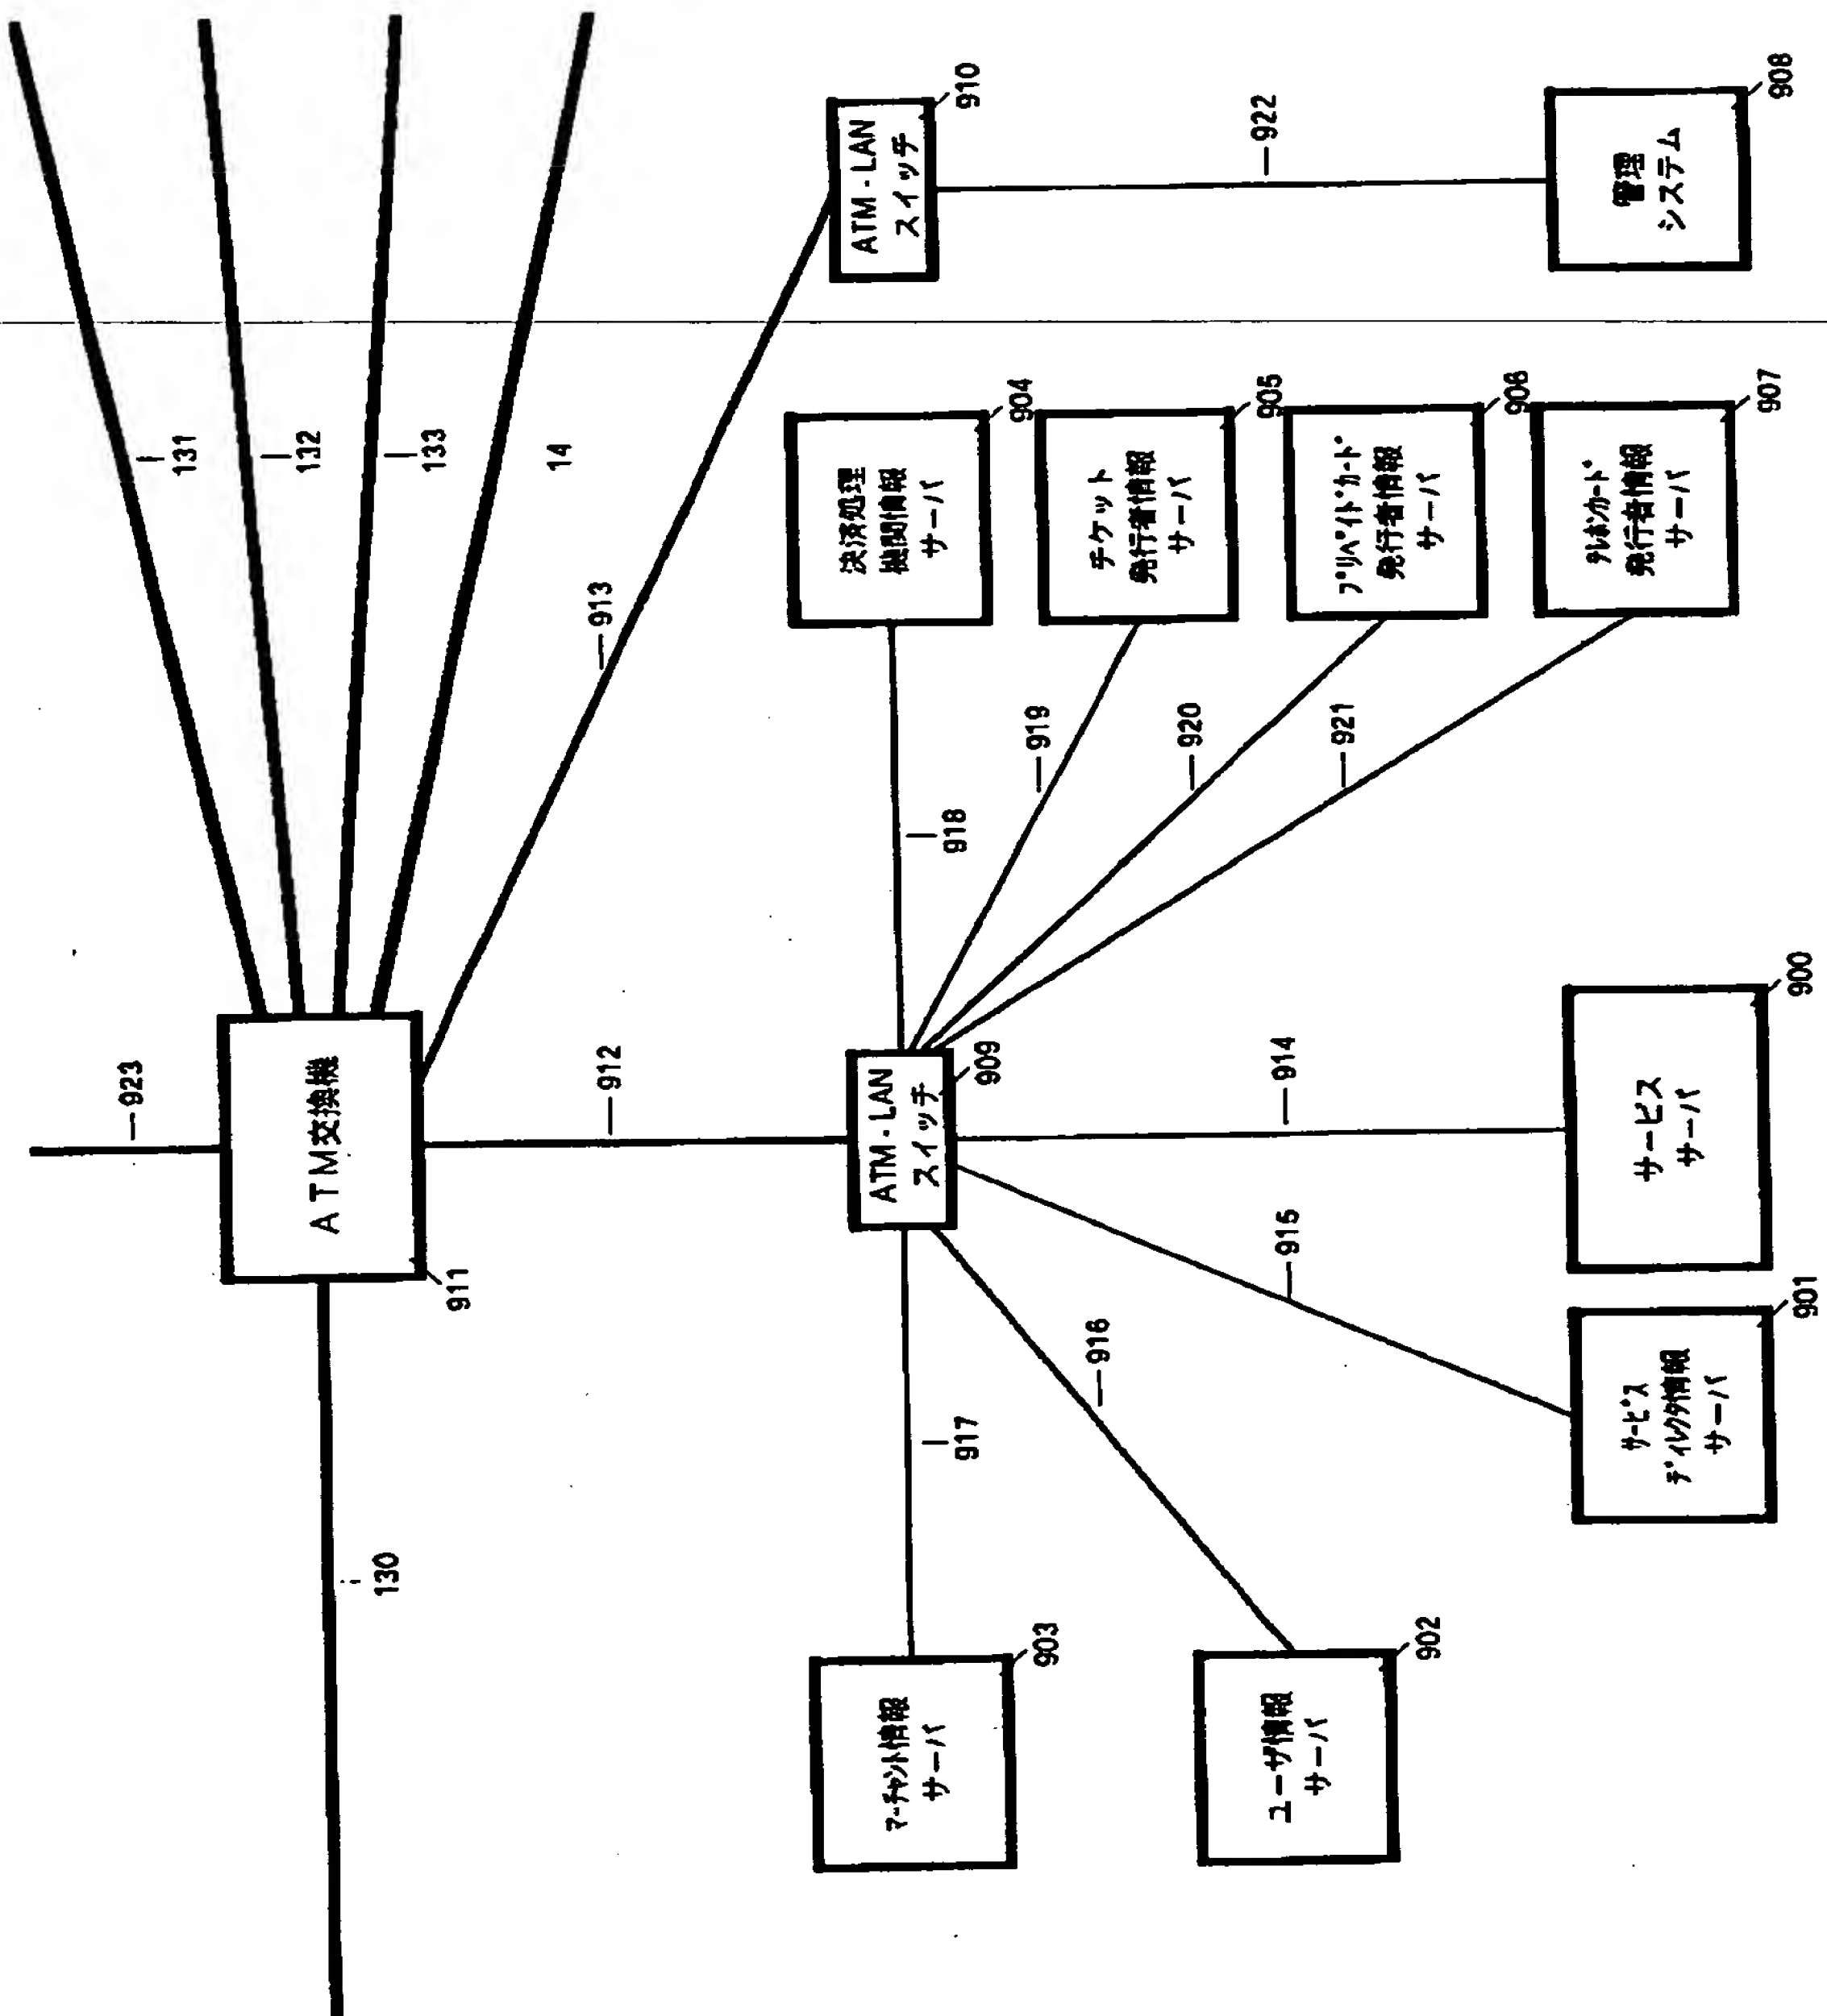 923
131
132
133
14
ATM交換機
911
130
912
913
ATM・LAN
スイッチ
910
922
管理
システム
908
ATM・LAN
スイッチ
909
決済処理
機関情報
サーバ
904
918
チケット
発行者情報
サーバ
905
919
ﾌﾟﾘﾍﾟｲﾄﾞｶｰﾄﾞ
発行者情報
サーバ
906
920
ﾃﾚﾎﾝｶｰﾄﾞ
発行者情報
サーバ
907
921
マーチャント情報
サーバ
903
917
ユーザ情報
サーバ
902
916
サービス
ディレクタ情報
サーバ
901
915
サービス
サーバ
900
914